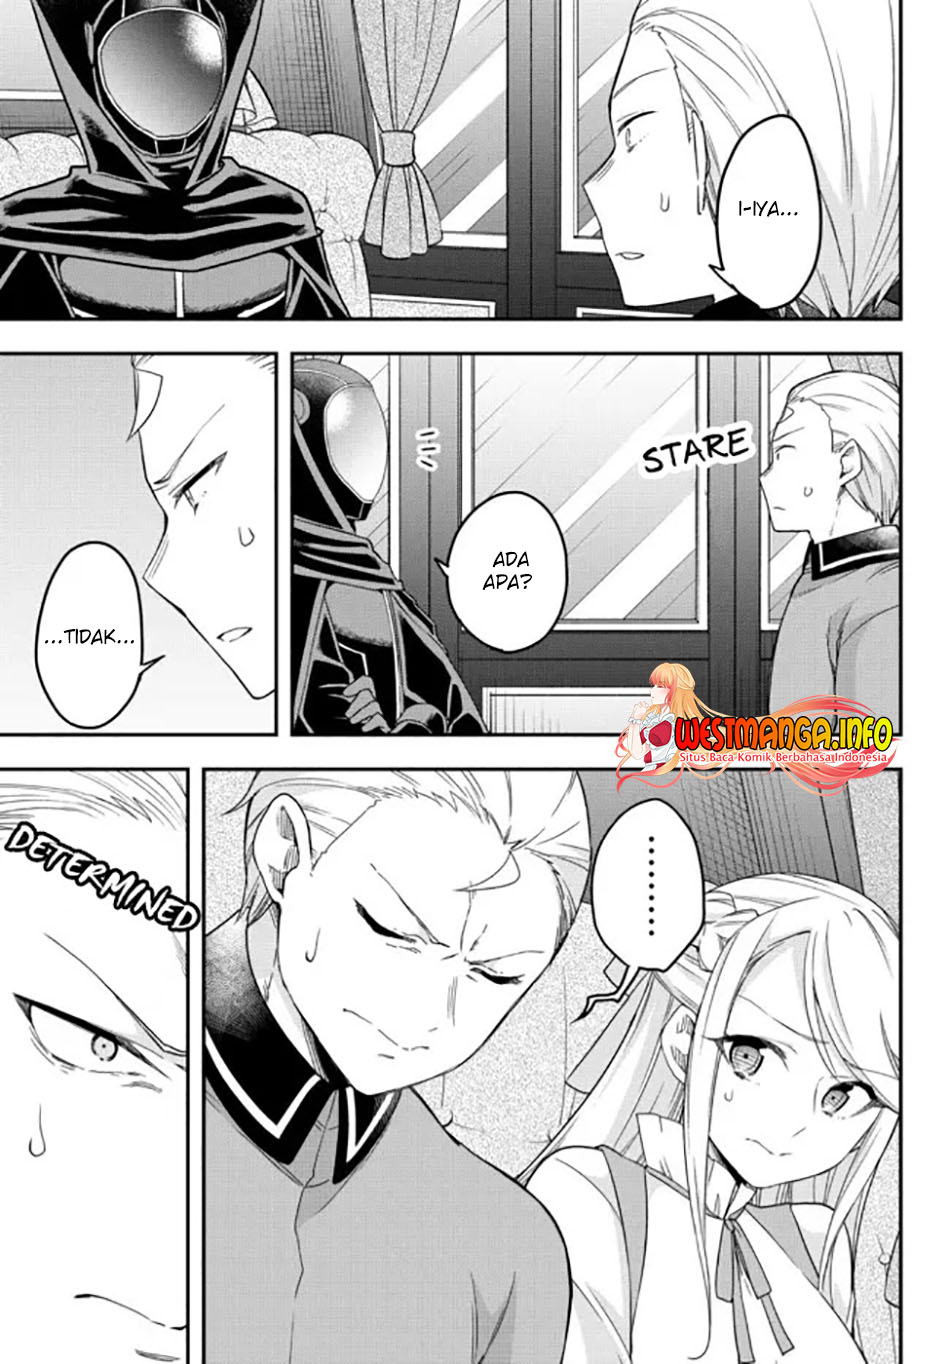 I-IYA...
STARE
ADA
APA?
...TIDAK...
WESTMANGA.INFO
Situs Baca Komik Berbahasa Indonesia
.........
DETERMINED